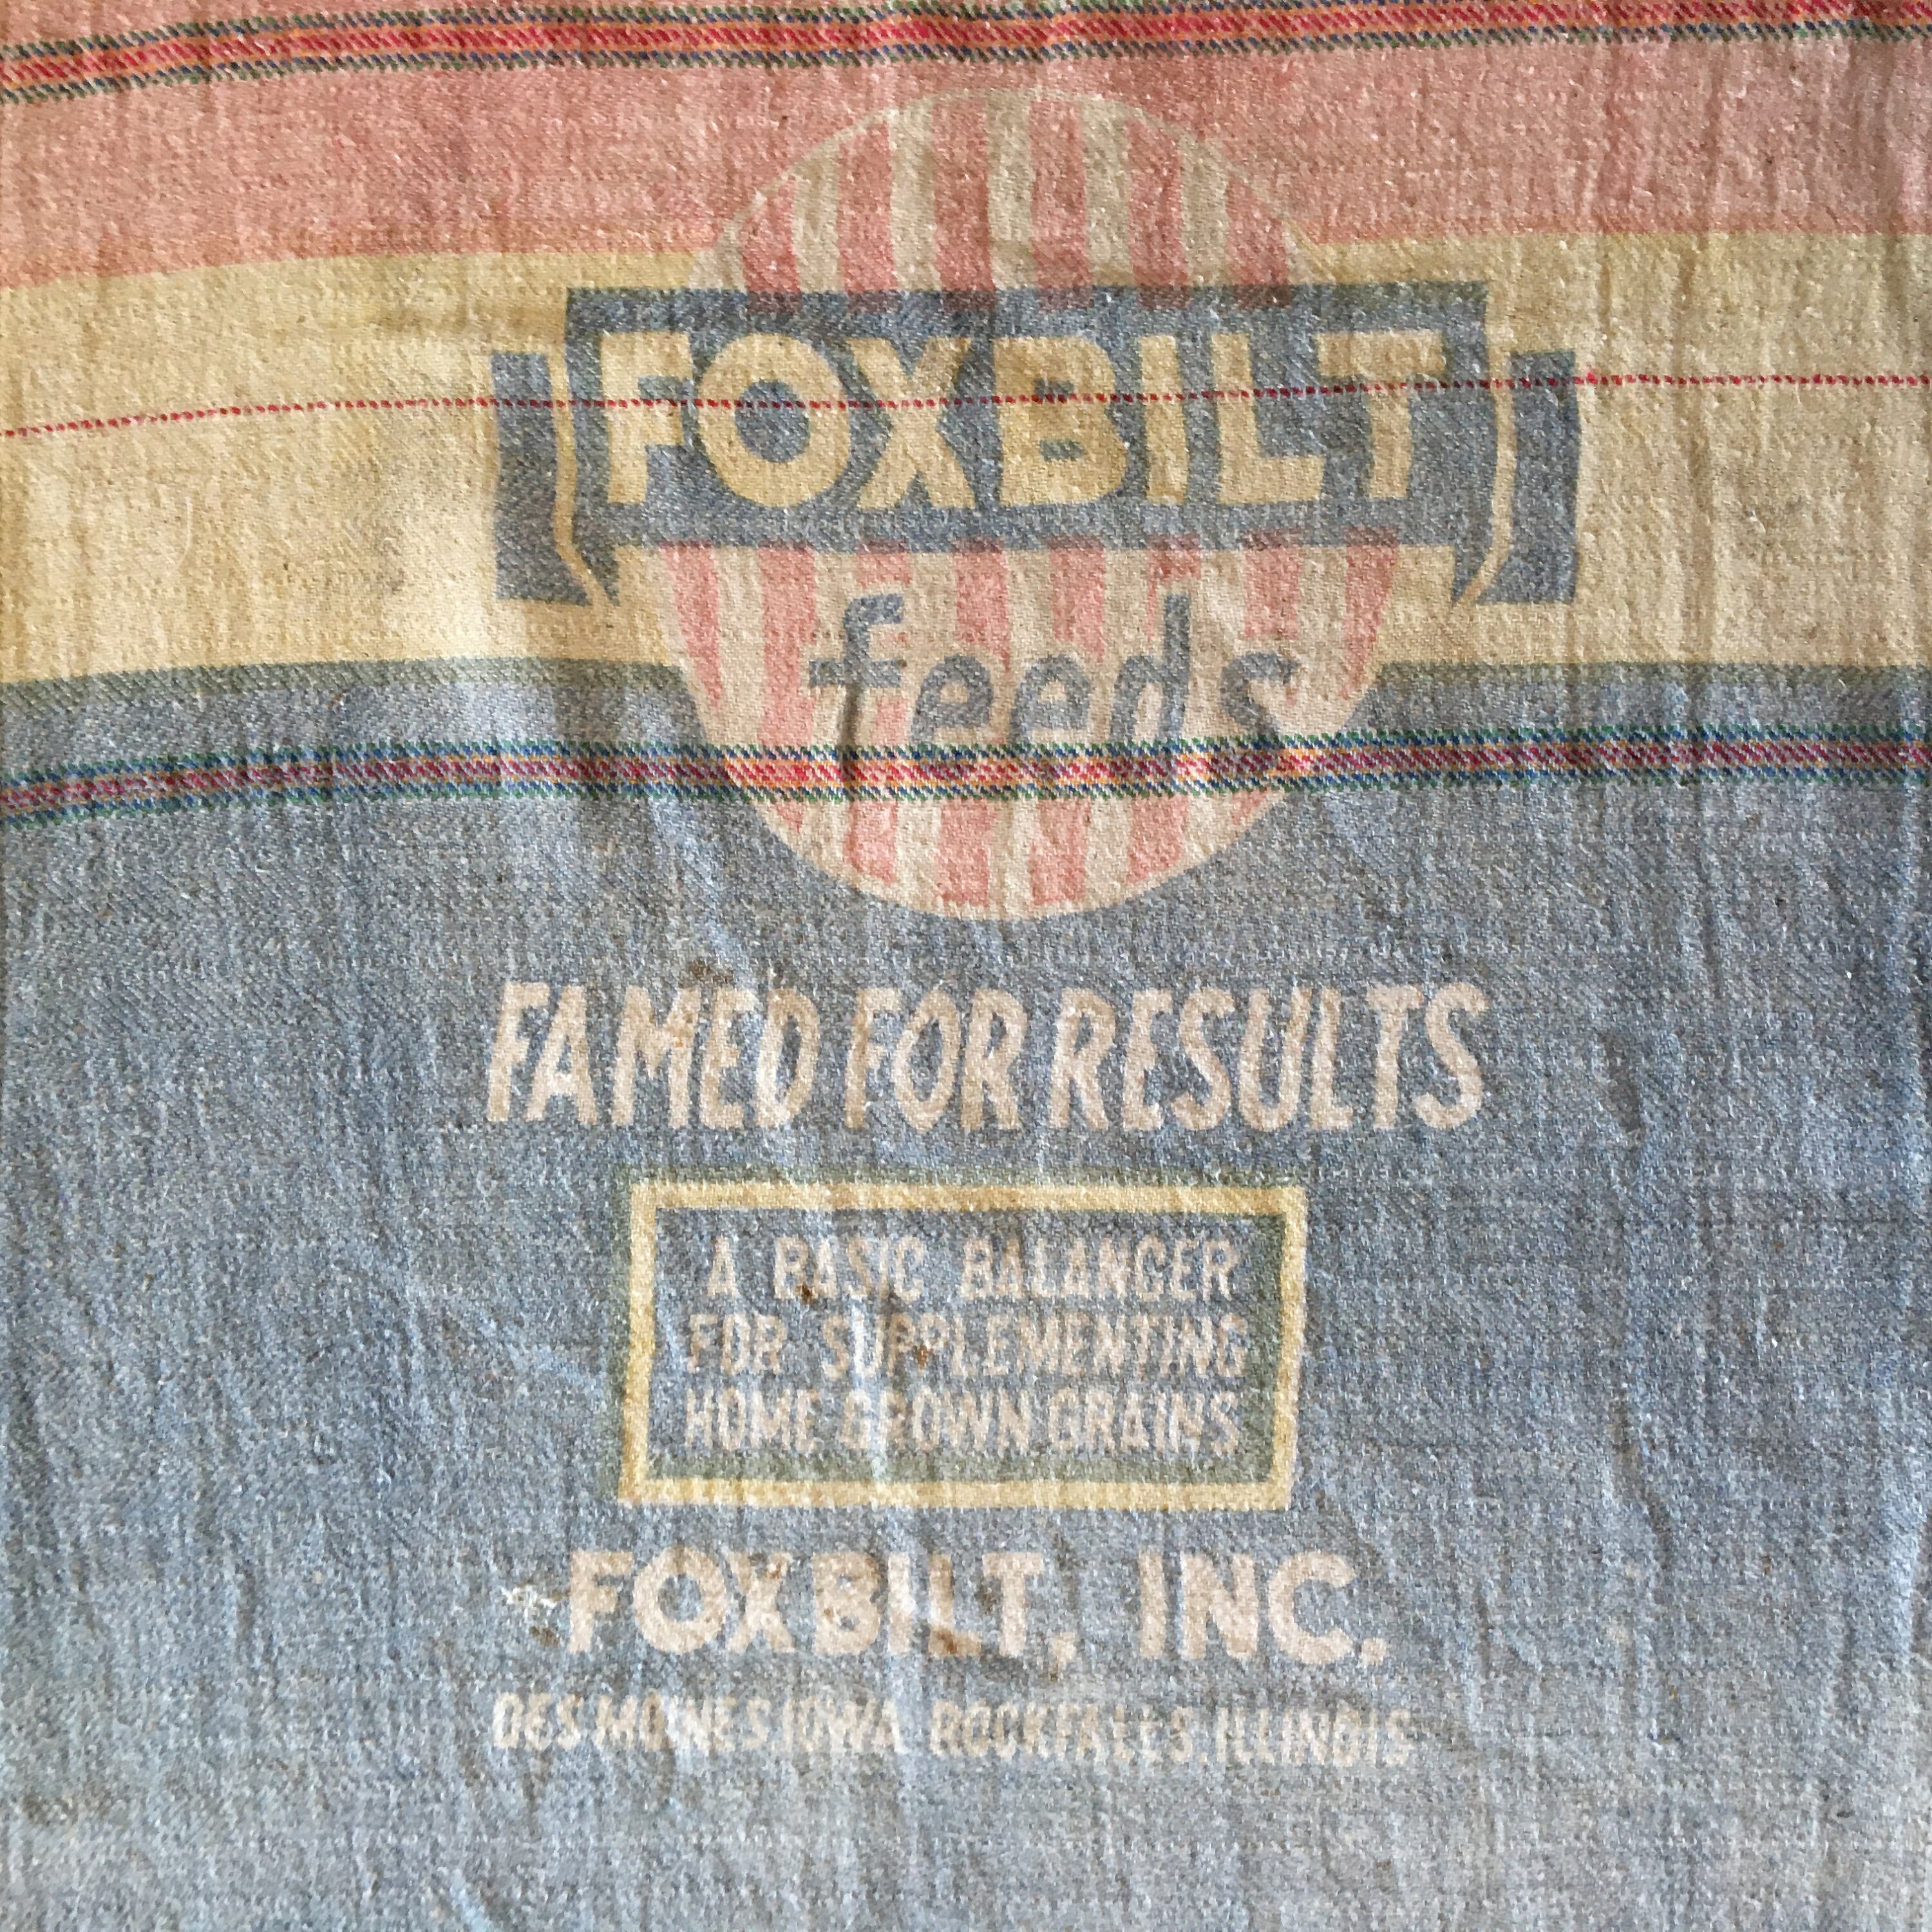 FOXBILT
feeds
FAMED FOR RESULTS
A BASIC BALANCER
FOR SUPPLEMENTING
HOME GROWN GRAINS
FOXBILT, INC.
DES MOINES, IOWA ROCKFALLS, ILLINOIS